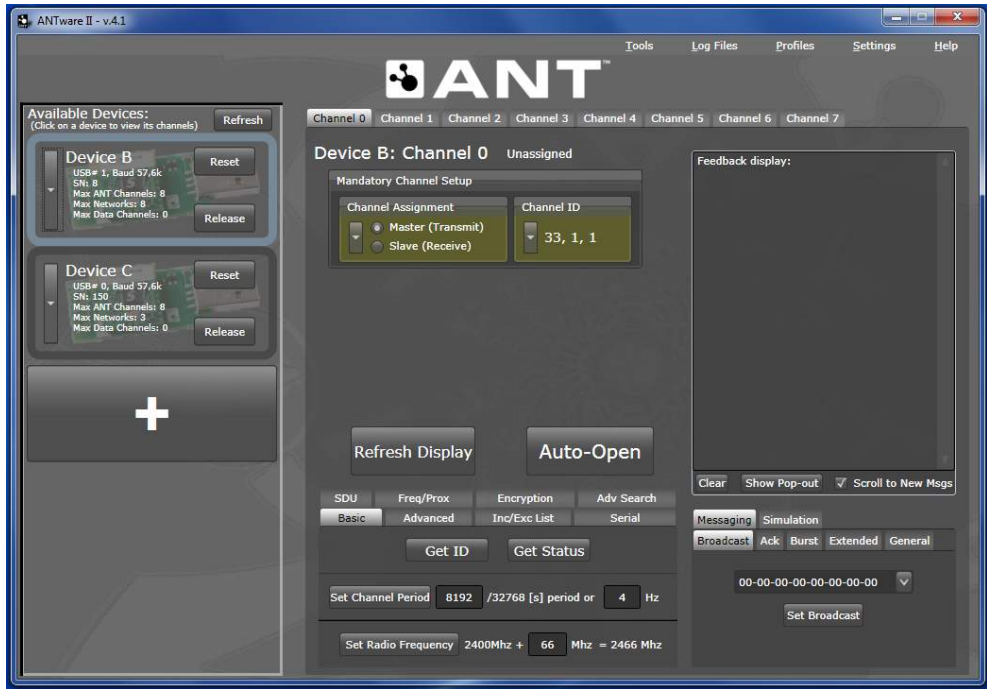 ANTware II - v.4.1
Tools Log Files Profiles Settings Help
ANT™
Available Devices:
(Click on a device to view its channels)
Refresh
Device B
USB# 1, Baud 57,6k
SN: 8
Max ANT Channels: 8
Max Networks: 8
Max Data Channels: 0
Reset
Release
Device C
USB# 0, Baud 57,6k
SN: 150
Max ANT Channels: 8
Max Networks: 3
Max Data Channels: 0
Reset
Release
+
Channel 0 Channel 1 Channel 2 Channel 3 Channel 4 Channel 5 Channel 6 Channel 7
Device B: Channel 0 Unassigned
Mandatory Channel Setup
Channel Assignment
Master (Transmit)
Slave (Receive)
Channel ID
33, 1, 1
Refresh Display Auto-Open
SDU Freq/Prox Encryption Adv Search
Basic Advanced Inc/Exc List Serial
Get ID Get Status
Set Channel Period 8192 /32768 [s] period or 4 Hz
Set Radio Frequency 2400Mhz + 66 Mhz = 2466 Mhz
Feedback display:
Clear Show Pop-out Scroll to New Msgs
Messaging Simulation
Broadcast Ack Burst Extended General
00-00-00-00-00-00-00-00
Set Broadcast